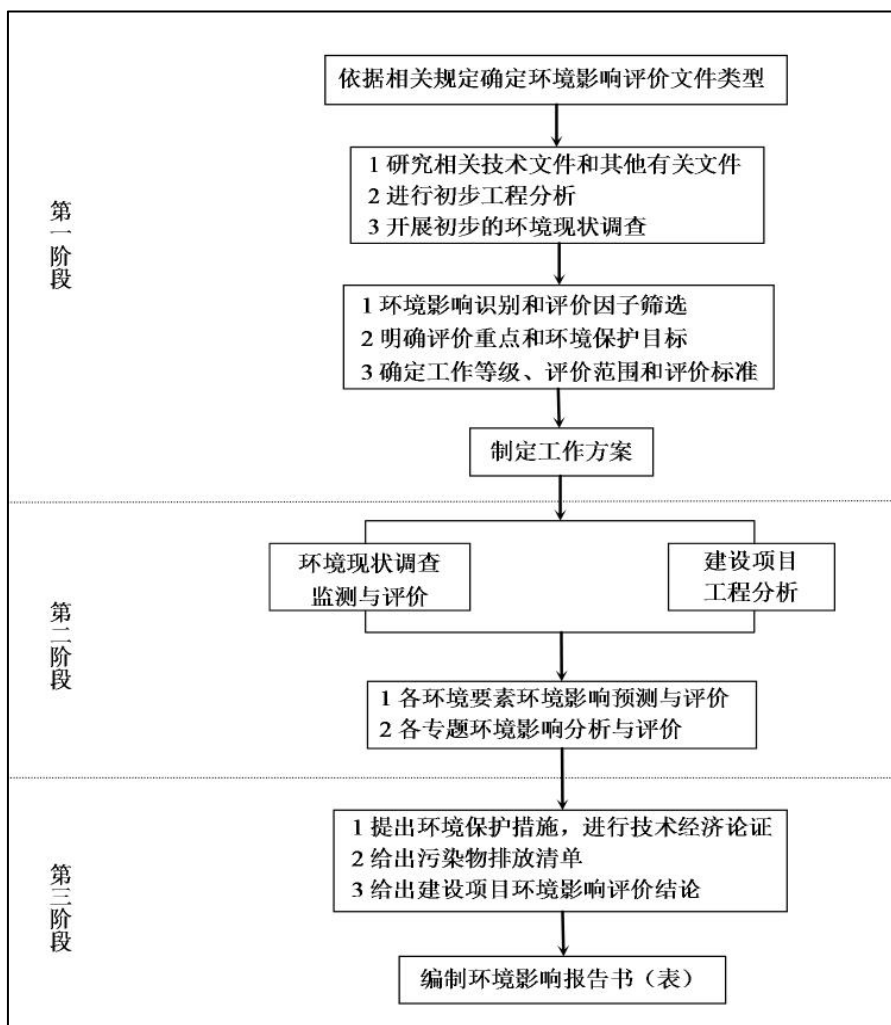 依据相关规定确定环境影响评价文件类型
1 研究相关技术文件和其他有关文件
2 进行初步工程分析
3 开展初步的环境现状调查
第一阶段
1 环境影响识别和评价因子筛选
2 明确评价重点和环境保护目标
3 确定工作等级、评价范围和评价标准
制定工作方案
环境现状调查
监测与评价
建设项目
工程分析
第二阶段
1 各环境要素环境影响预测与评价
2 各专题环境影响分析与评价
1 提出环境保护措施，进行技术经济论证
2 给出污染物排放清单
3 给出建设项目环境影响评价结论
第三阶段
编制环境影响报告书（表）